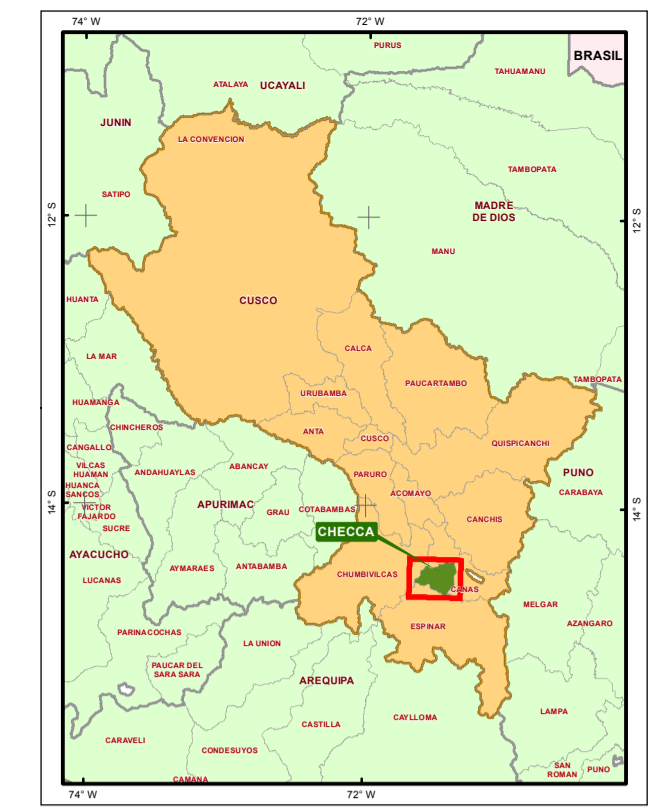 74° W
72° W
PURUS
BRASIL
TAHUAMANU
ATALAYA
UCAYALI
JUNIN
LA CONVENCION
TAMBOPATA
SATIPO
MADRE
DE DIOS
12° S
12° S
MANU
HUANTA
CUSCO
CALCA
LA MAR
PAUCARTAMBO
TAMBOPATA
URUBAMBA
HUAMANGA
CHINCHEROS
ANTA
CUSCO
QUISPICANCHI
CANGALLO
VILCAS
HUAMAN
ANDAHUAYLAS
ABANCAY
PARURO
PUNO
HUANCA
SANCOS
ACOMAYO
CARABAYA
VICTOR
FAJARDO
APURIMAC
GRAU
COTABAMBAS
CANCHIS
14° S
14° S
SUCRE
CHECCA
AYACUCHO
AYMARAES
ANTABAMBA
CHUMBIVILCAS
LUCANAS
CANAS
MELGAR
AZANGARO
ESPINAR
PARINACOCHAS
LA UNION
PAUCAR DEL
SARA SARA
AREQUIPA
CASTILLA
CAYLLOMA
LAMPA
CARAVELI
CONDESUYOS
SAN
ROMAN
PUNO
CAMANA
74° W
72° W